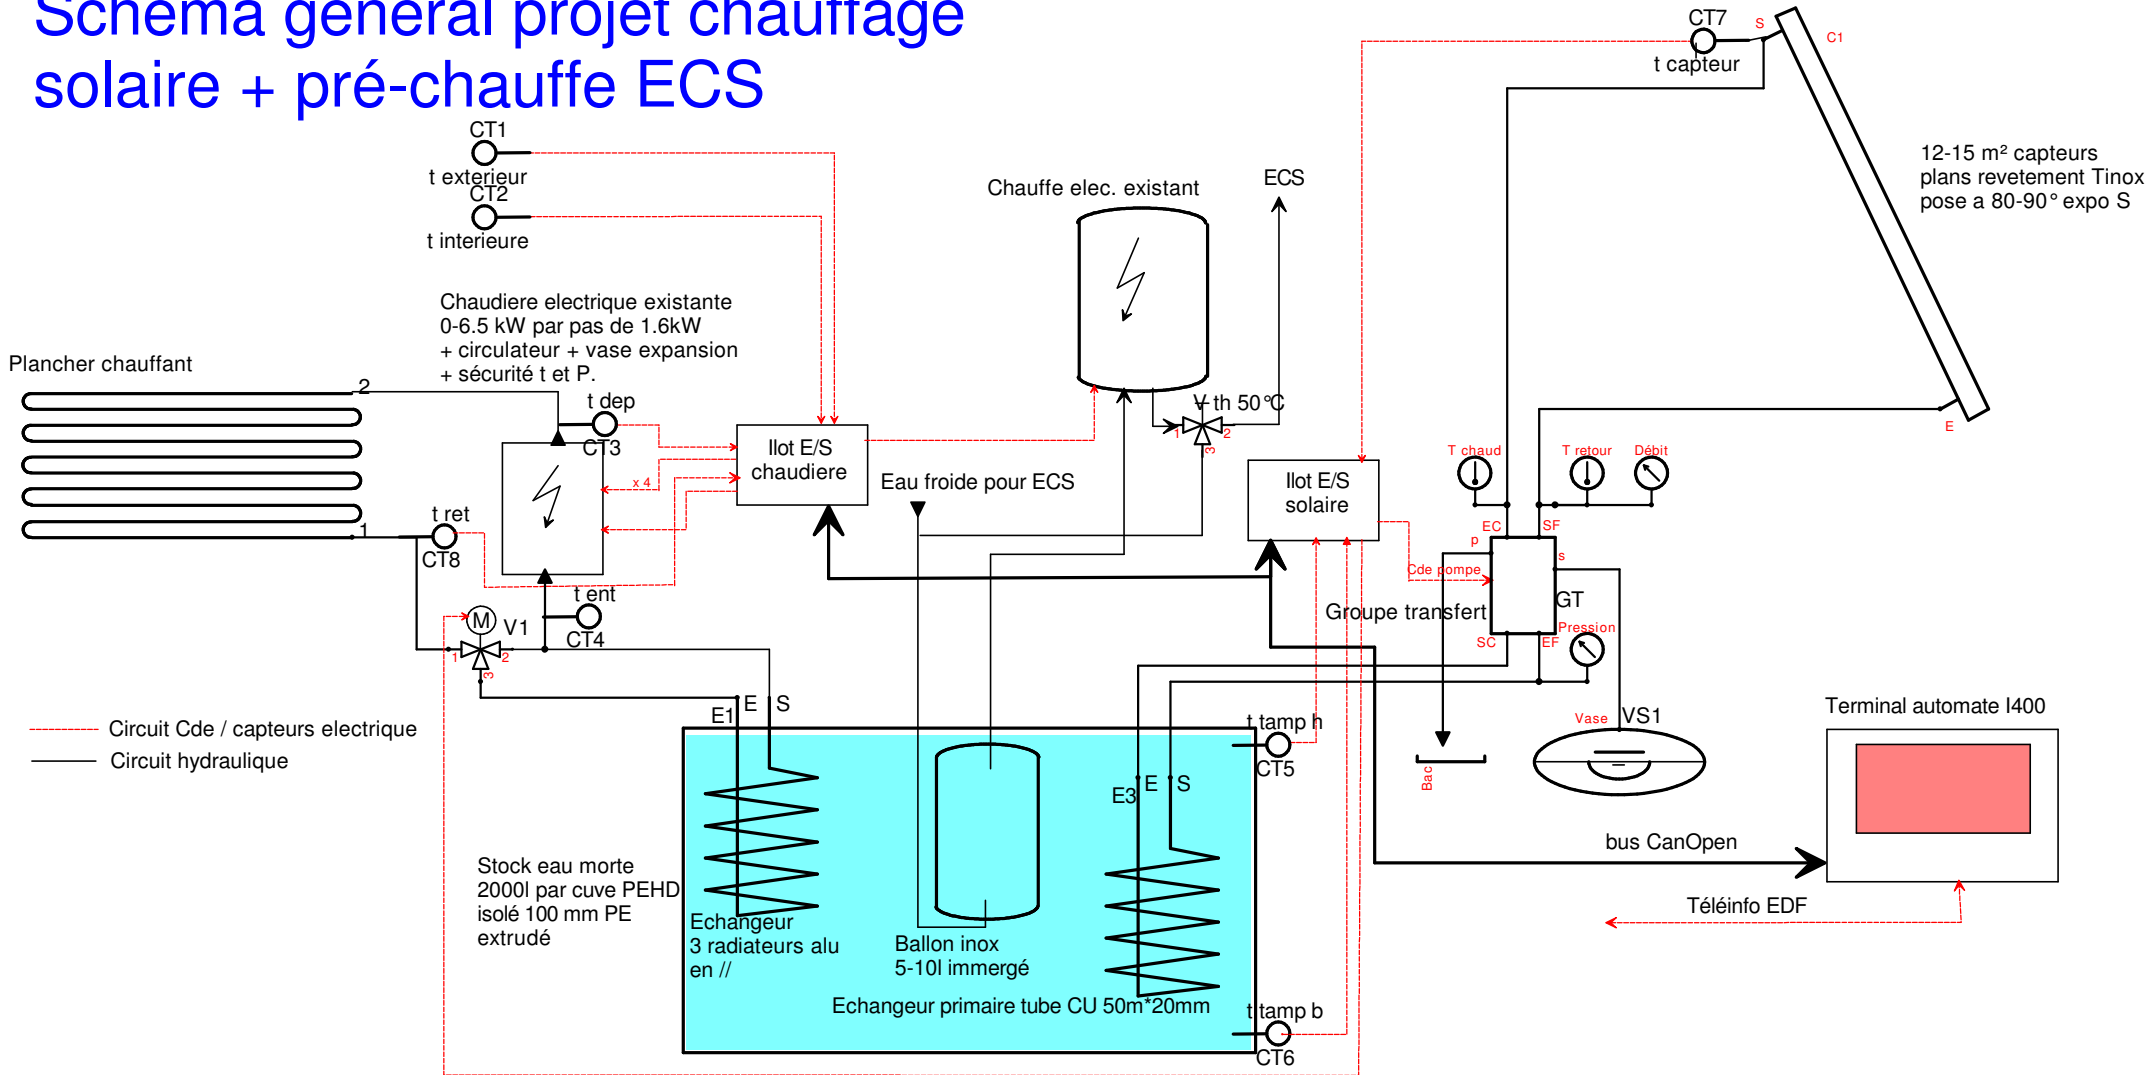 Schema general projet chauffage
solaire + pré-chauffe ECS
CT7
S
C1
t capteur
12-15 m² capteurs
plans revetement Tinox
pose a 80-90° expo S
E
CT1
t exterieur
CT2
t interieure
Chauffe elec. existant
ECS
Chaudiere electrique existante
0-6.5 kW par pas de 1.6kW
+ circulateur + vase expansion
+ sécurité t et P.
Plancher chauffant
2
1
t dep
CT3
x 4
Ilot E/S
chaudiere
V th 50°C
1
2
3
Eau froide pour ECS
Ilot E/S
solaire
T chaud
T retour
Débit
EC
SF
p
s
Cde pompe
GT
Groupe transfert
SC
EF
Pression
t ret
CT8
t ent
CT4
M
V1
1
2
3
E1
E
S
Circuit Cde / capteurs electrique
Circuit hydraulique
t tamp h
CT5
E3
E
S
Vase
VS1
Bac
Terminal automate I400
bus CanOpen
Téléinfo EDF
Stock eau morte
2000l par cuve PEHD
isolé 100 mm PE
extrudé
Echangeur
3 radiateurs alu
en //
Ballon inox
5-10l immergé
Echangeur primaire tube CU 50m*20mm
t tamp b
CT6